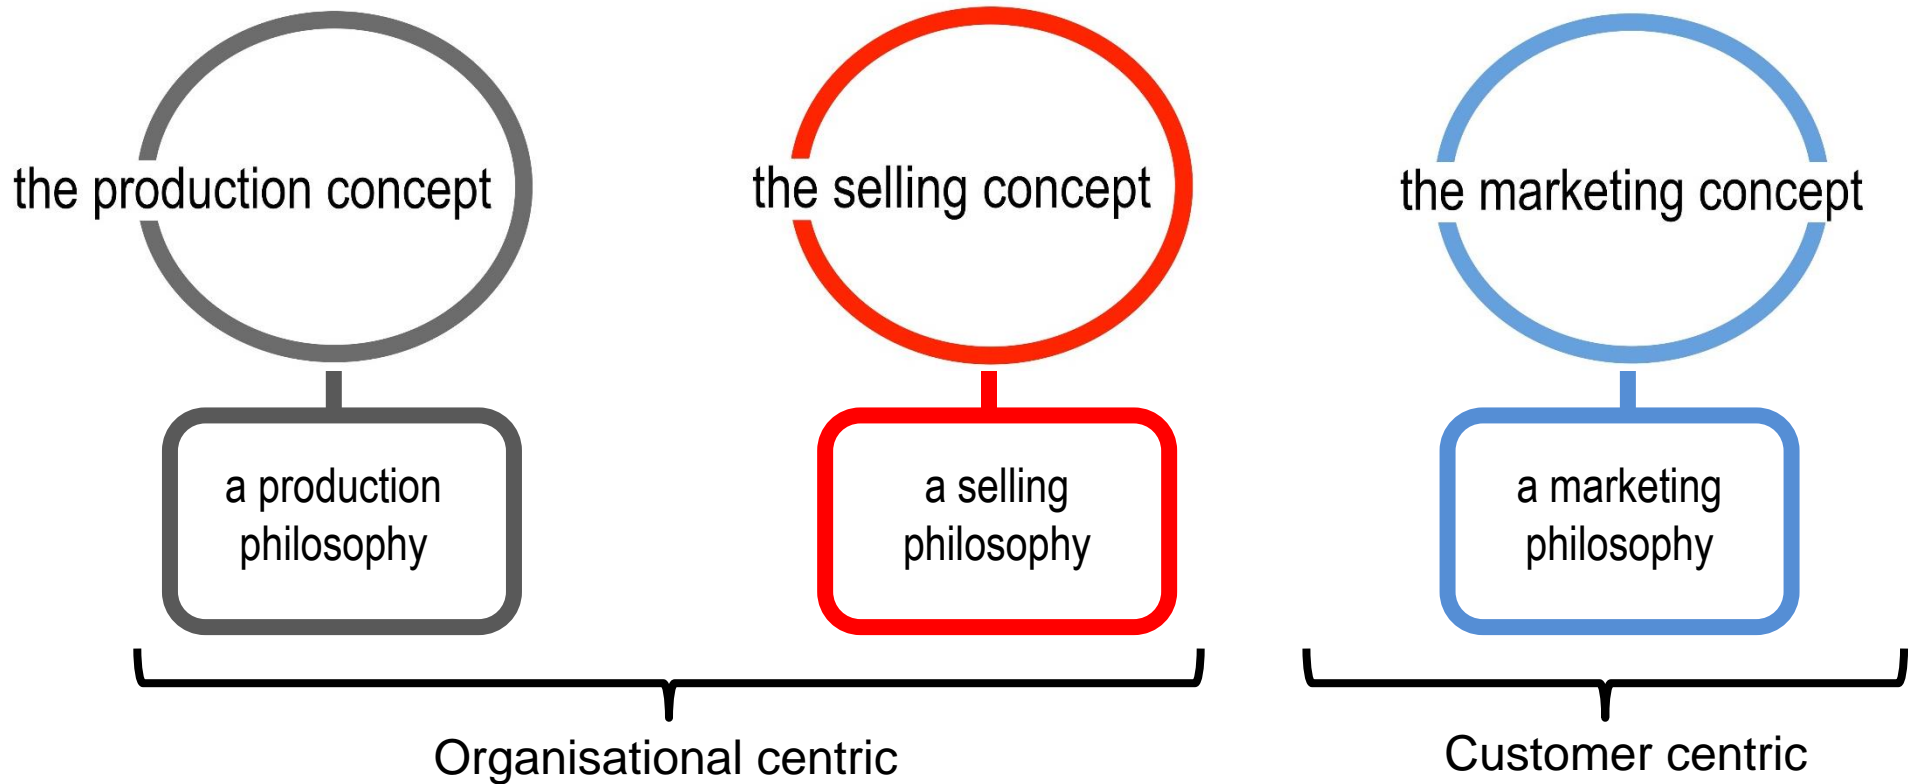 the production concept
the selling concept
the marketing concept
a production
philosophy
a selling
philosophy
a marketing
philosophy
Organisational centric
Customer centric